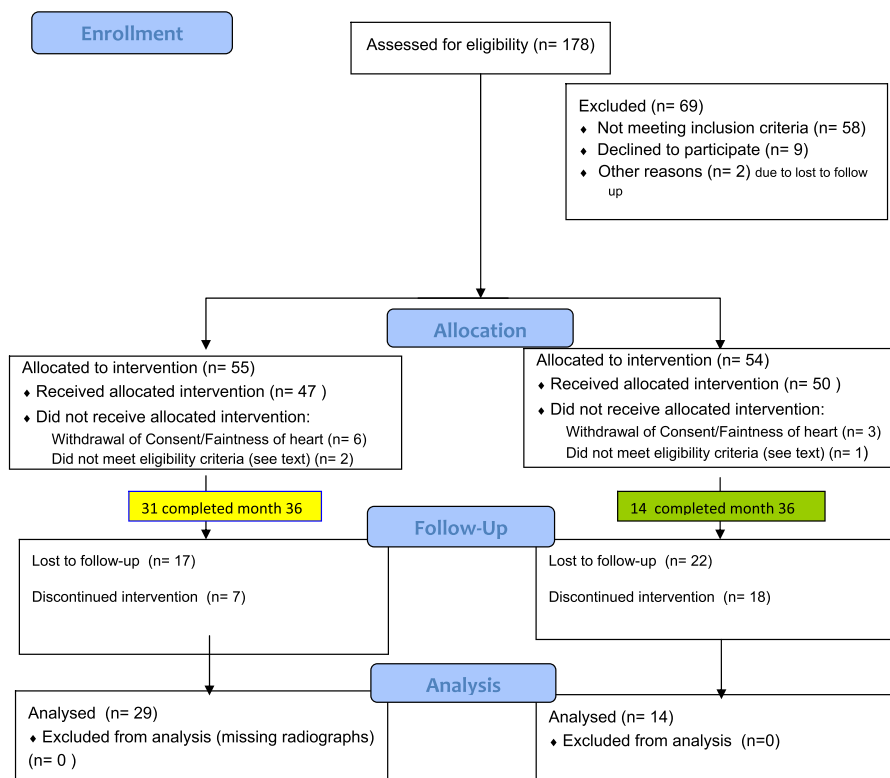 Enrollment
Assessed for eligibility (n= 178)
Excluded (n= 69)
♦ Not meeting inclusion criteria (n= 58)
♦ Declined to participate (n= 9)
♦ Other reasons (n= 2) due to lost to follow
up
Allocation
Allocated to intervention (n= 55)
♦ Received allocated intervention (n= 47 )
♦ Did not receive allocated intervention:
Withdrawal of Consent/Faintness of heart (n= 6)
Did not meet eligibility criteria (see text) (n= 2)
Allocated to intervention (n= 54)
♦ Received allocated intervention (n= 50 )
♦ Did not receive allocated intervention:
Withdrawal of Consent/Faintness of heart (n= 3)
Did not meet eligibility criteria (see text) (n= 1)
31 completed month 36
14 completed month 36
Follow-Up
Lost to follow-up (n= 17)
Discontinued intervention (n= 7)
Lost to follow-up (n= 22)
Discontinued intervention (n= 18)
Analysis
Analysed (n= 29)
♦ Excluded from analysis (missing radiographs)
(n= 0 )
Analysed (n= 14)
♦ Excluded from analysis (n=0)